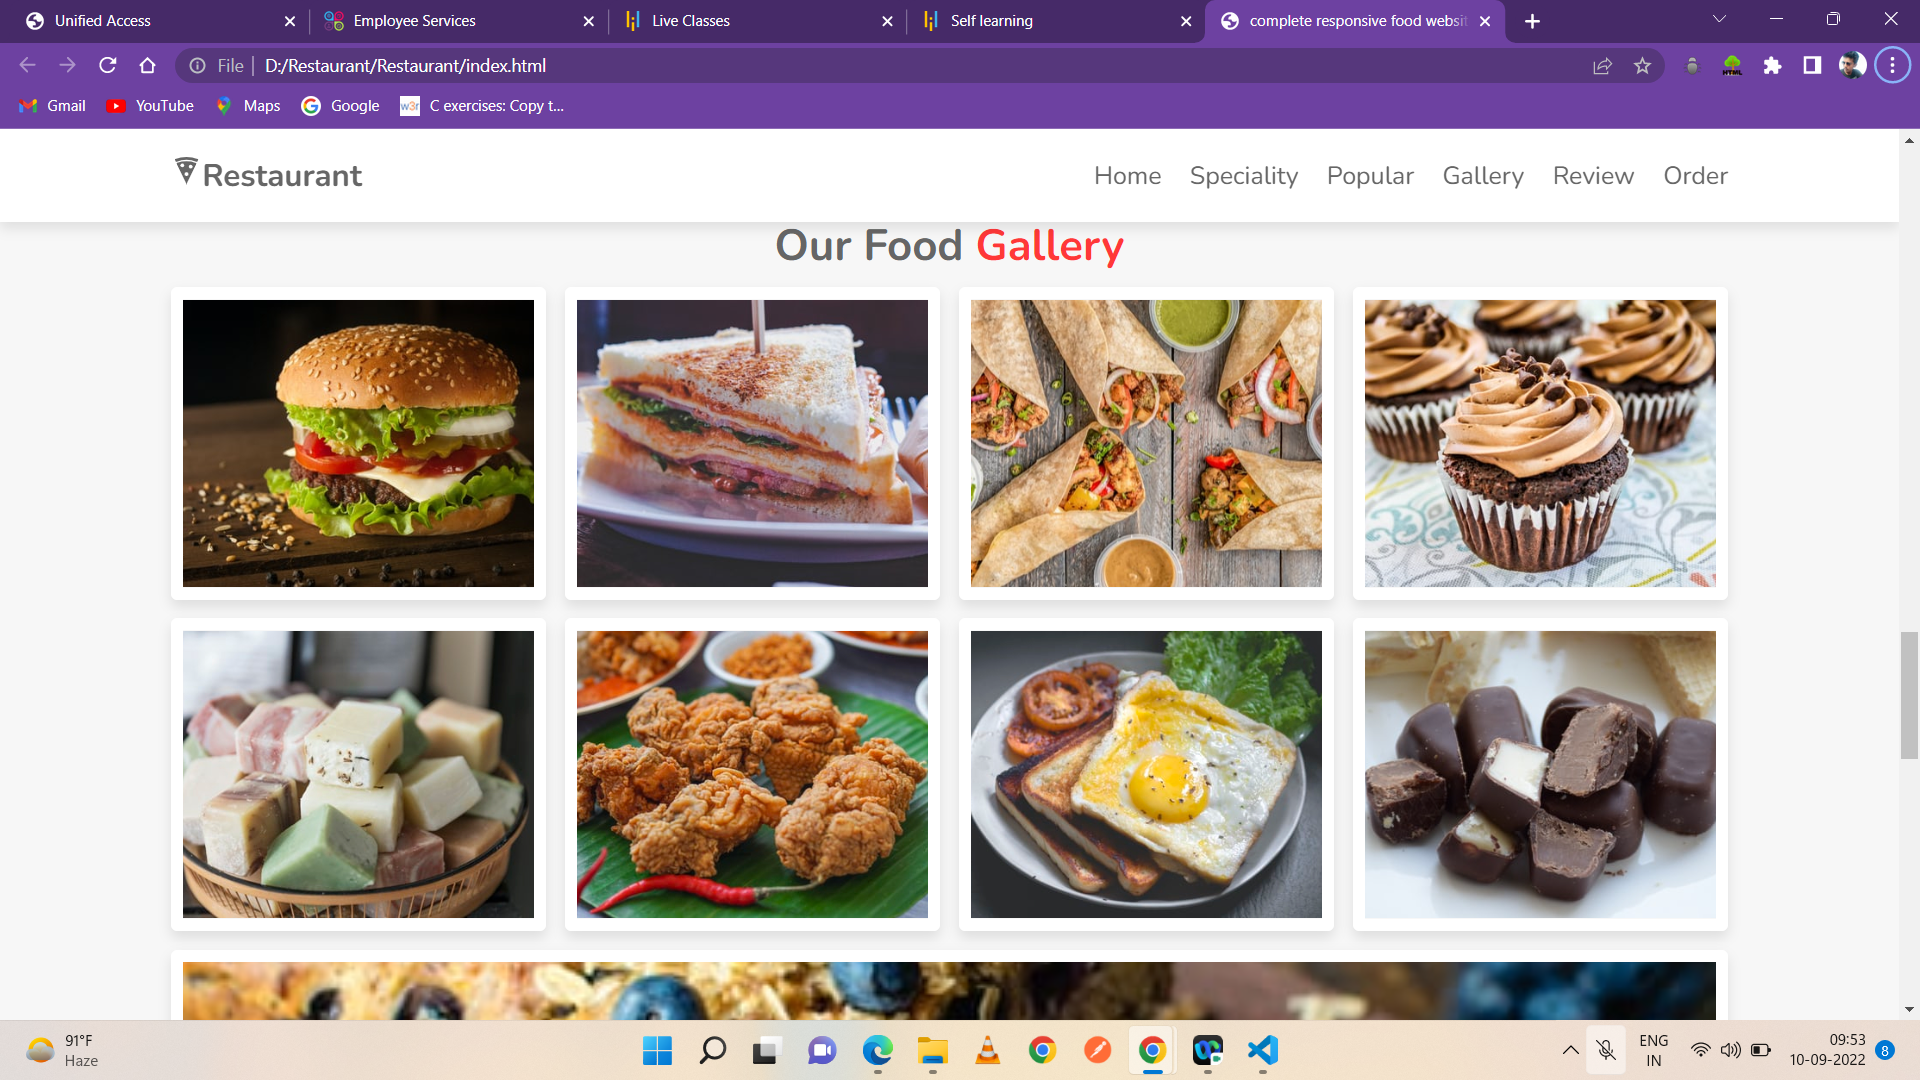 Unified Access
Employee Services
Live Classes
Self learning
complete responsive food websit
File
D:/Restaurant/Restaurant/index.html
HTML
Gmail
YouTube
Maps
Google
w3r
C exercises: Copy t...
Restaurant
Home
Speciality
Popular
Gallery
Review
Order
Our Food Gallery
91°F
Haze
ENG
IN
09:53
10-09-2022
8